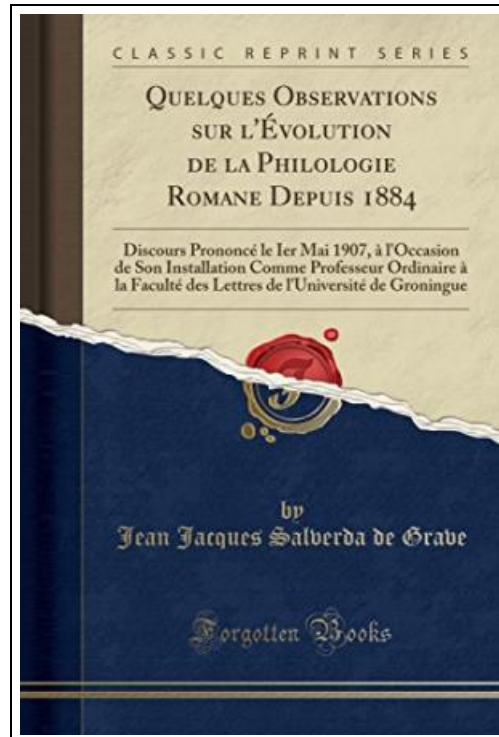 CLASSIC REPRINT SERIES
QUELQUES OBSERVATIONS
SUR L'ÉVOLUTION
DE LA PHILOLOGIE
ROMANE DEPUIS 1884
Discours Prononcé le Ier Mai 1907, à l'Occasion
de Son Installation Comme Professeur Ordinaire à
la Faculté des Lettres de l'Université de Groningue
by
Jean Jacques Salverda de Grave
Forgotten Books